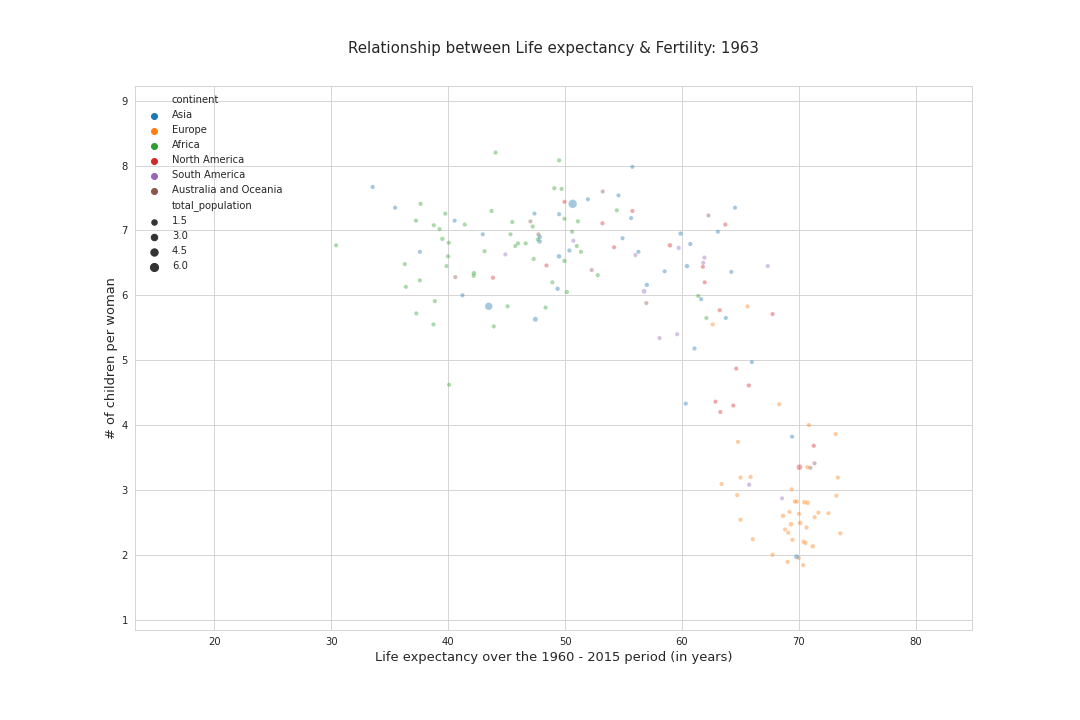 Relationship between Life expectancy & Fertility: 1963
continent
Asia
Europe
Africa
North America
South America
Australia and Oceania
total_population
1.5
3.0
4.5
6.0
9
8
7
6
5
4
3
2
1
# of children per woman
20 30 40 50 60 70 80
Life expectancy over the 1960 - 2015 period (in years)